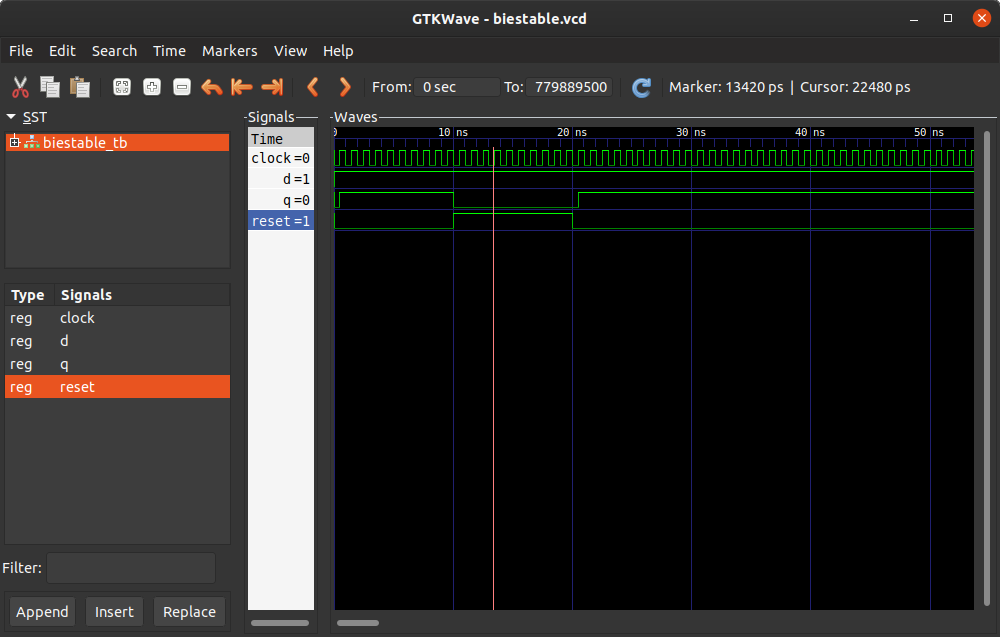 GTKWave - biestable.vcd
File Edit Search Time Markers View Help
From: 0 sec To: 779889500 Marker: 13420 ps | Cursor: 22480 ps
SST
biestable_tb
Type Signals
reg clock
reg d
reg q
reg reset
Filter:
Append Insert Replace
Signals
Time
clock =0
d =1
q =0
reset =1
Waves
0 10 ns 20 ns 30 ns 40 ns 50 ns